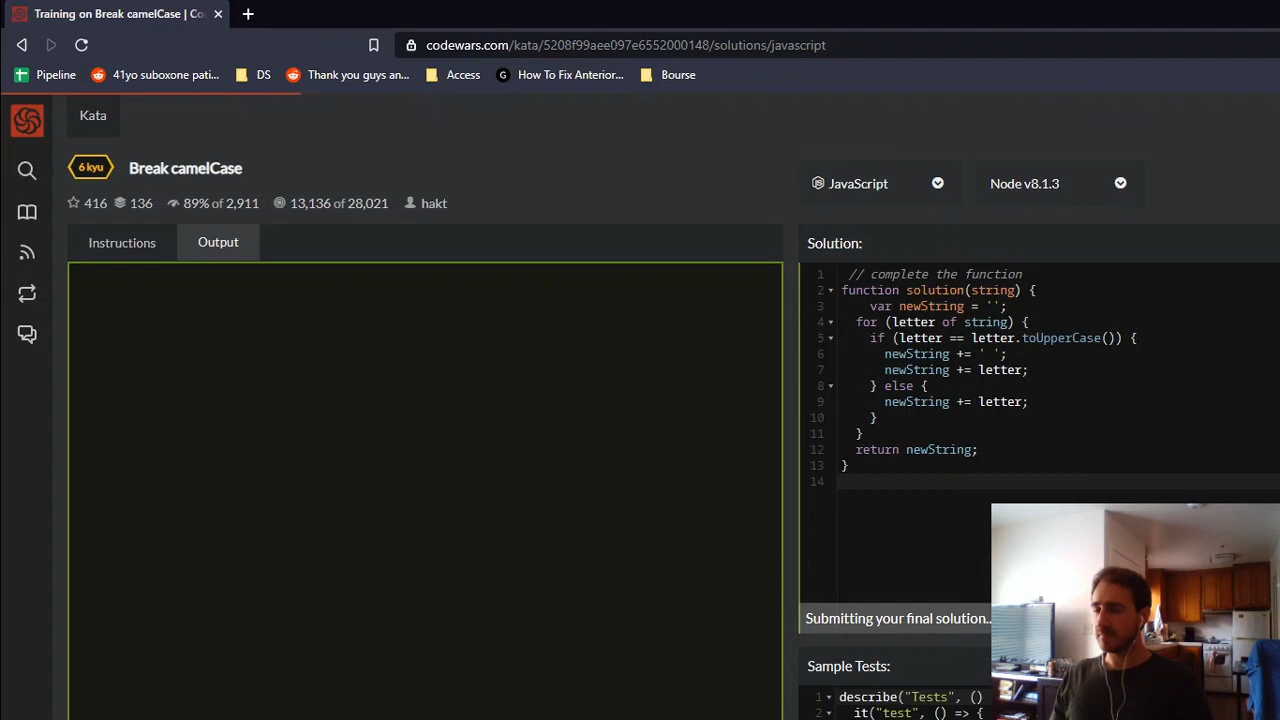 Training on Break camelCase | Co
codewars.com/kata/5208f99aee097e6552000148/solutions/javascript
Pipeline
41yo suboxone pati...
DS
Thank you guys an...
Access
G
How To Fix Anterior...
Bourse
Kata
6 kyu
Break camelCase
JavaScript
Node v8.1.3
416 136 89% of 2,911 13,136 of 28,021 hakt
Instructions
Output
Solution:
1 // complete the function
2 function solution(string) {
3 var newString = '';
4 for (letter of string) {
5 if (letter == letter.toUpperCase()) {
6 newString += ' ';
7 newString += letter;
8 } else {
9 newString += letter;
10 }
11 }
12 return newString;
13 }
14
Submitting your final solution..
Sample Tests:
1 describe("Tests", ()
2 it("test", () => {